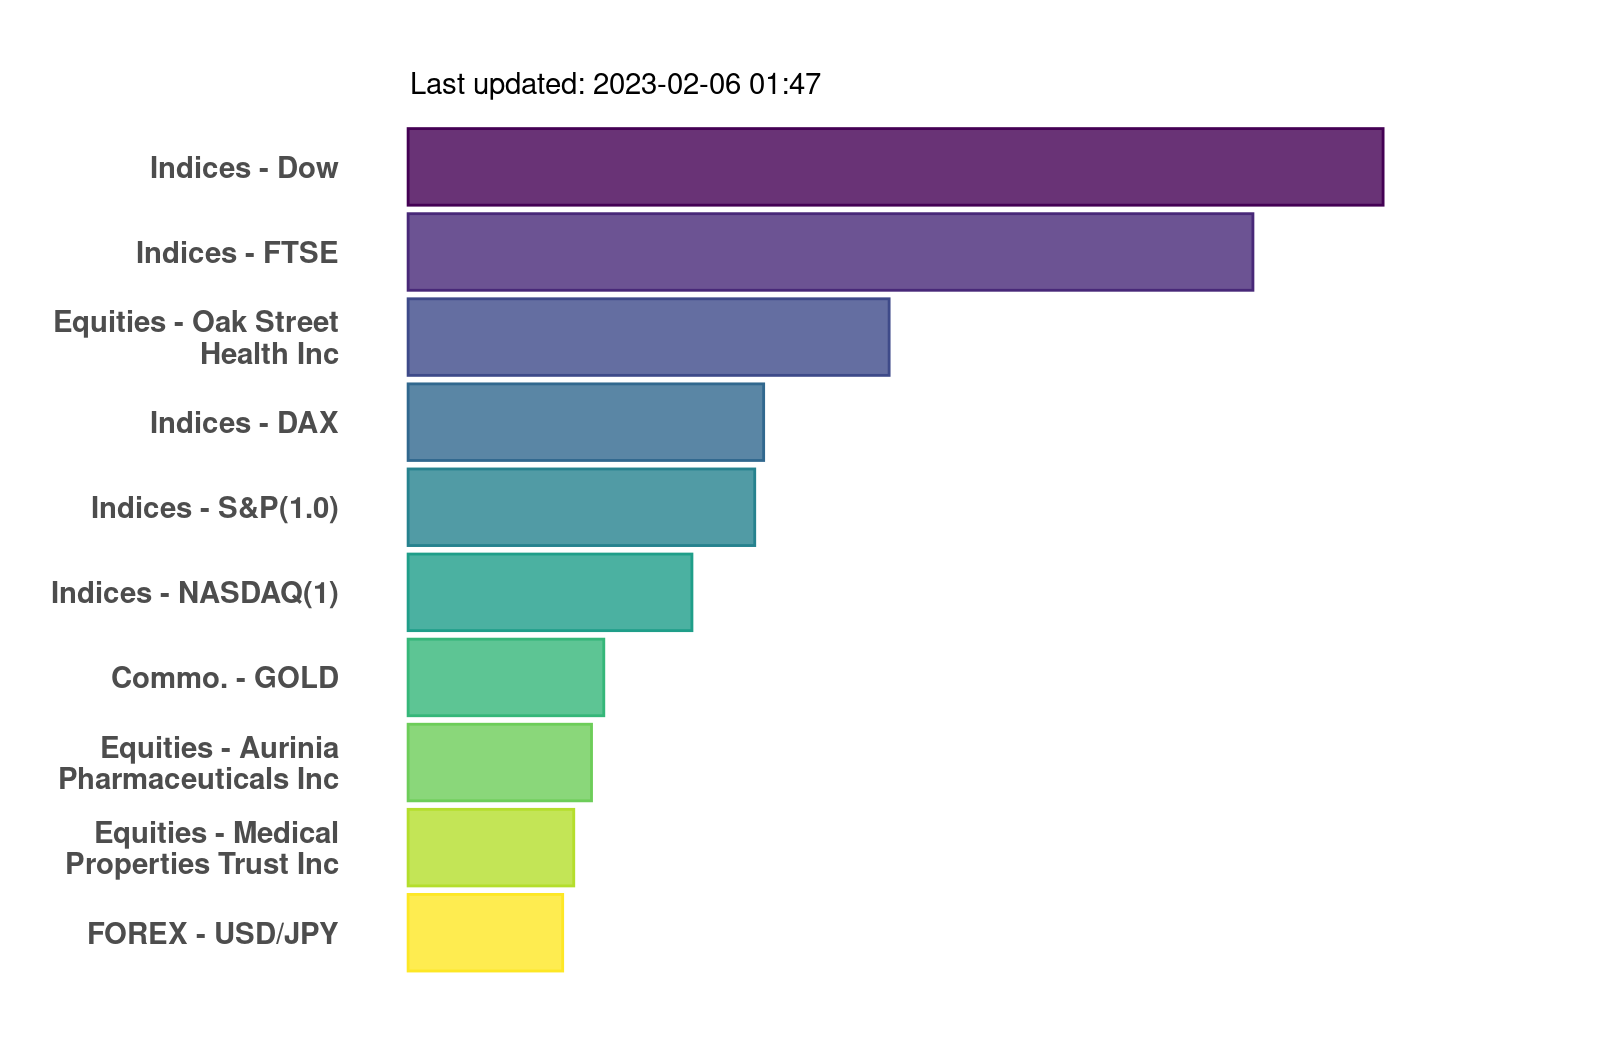 Last updated: 2023-02-06 01:47
Indices - Dow
Indices - FTSE
Equities - Oak Street
Health Inc
Indices - DAX
Indices - S&P(1.0)
Indices - NASDAQ(1)
Commo. - GOLD
Equities - Aurinia
Pharmaceuticals Inc
Equities - Medical
Properties Trust Inc
FOREX - USD/JPY